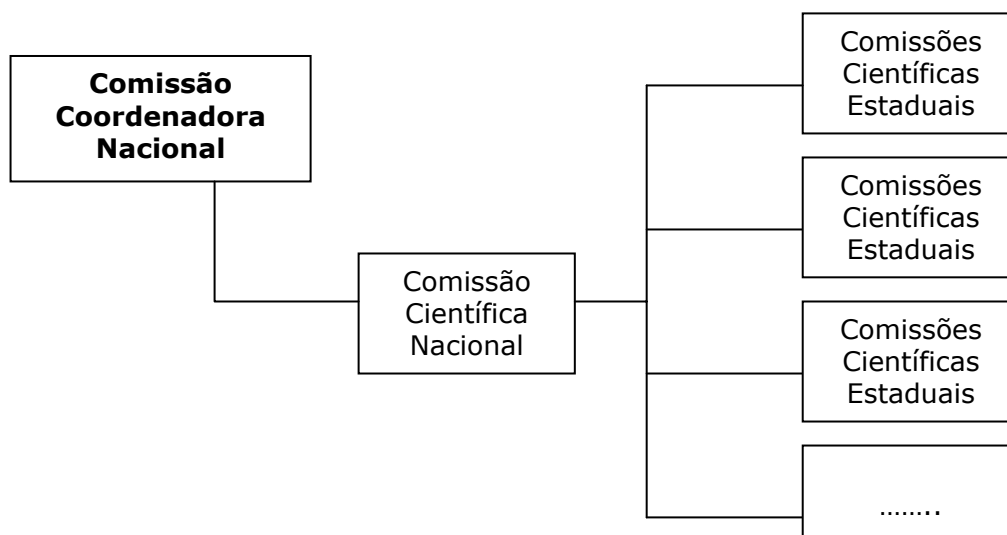 Comissão
Coordenadora
Nacional
Comissão
Científica
Nacional
Comissões
Científicas
Estaduais
Comissões
Científicas
Estaduais
Comissões
Científicas
Estaduais
……..